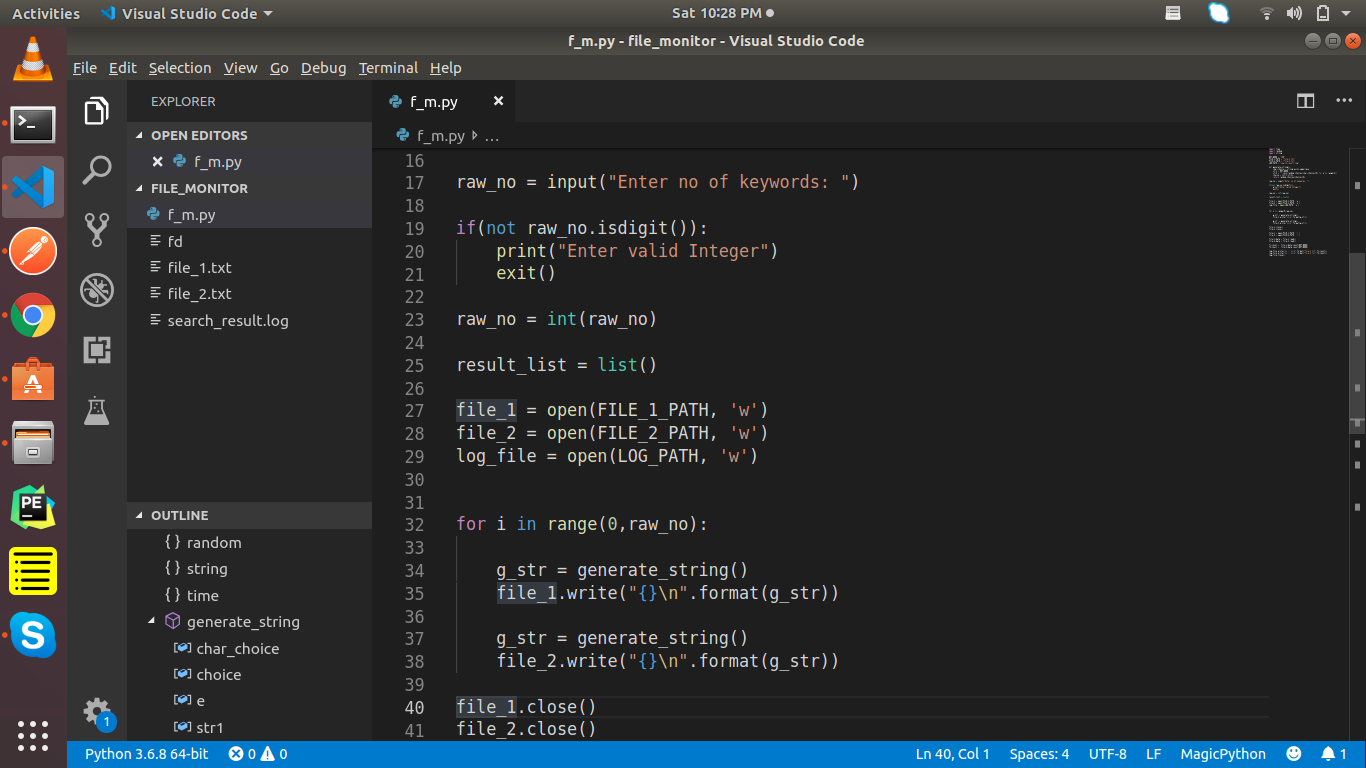 Activities Visual Studio Code Sat 10:28 PM
f_m.py - file_monitor - Visual Studio Code
File Edit Selection View Go Debug Terminal Help
EXPLORER
OPEN EDITORS
f_m.py
FILE_MONITOR
f_m.py
fd
file_1.txt
file_2.txt
search_result.log
OUTLINE
{} random
{} string
{} time
generate_string
char_choice
choice
e
str1
f_m.py
f_m.py ...
16
17 raw_no = input("Enter no of keywords: ")
18
19 if(not raw_no.isdigit()):
20     print("Enter valid Integer")
21     exit()
22
23 raw_no = int(raw_no)
24
25 result_list = list()
26
27 file_1 = open(FILE_1_PATH, 'w')
28 file_2 = open(FILE_2_PATH, 'w')
29 log_file = open(LOG_PATH, 'w')
30
31
32 for i in range(0,raw_no):
33
34     g_str = generate_string()
35     file_1.write("{}\n".format(g_str))
36
37     g_str = generate_string()
38     file_2.write("{}\n".format(g_str))
39
40 file_1.close()
41 file_2.close()
PE
S
1
Python 3.6.8 64-bit 0 0 Ln 40, Col 1 Spaces: 4 UTF-8 LF MagicPython 1